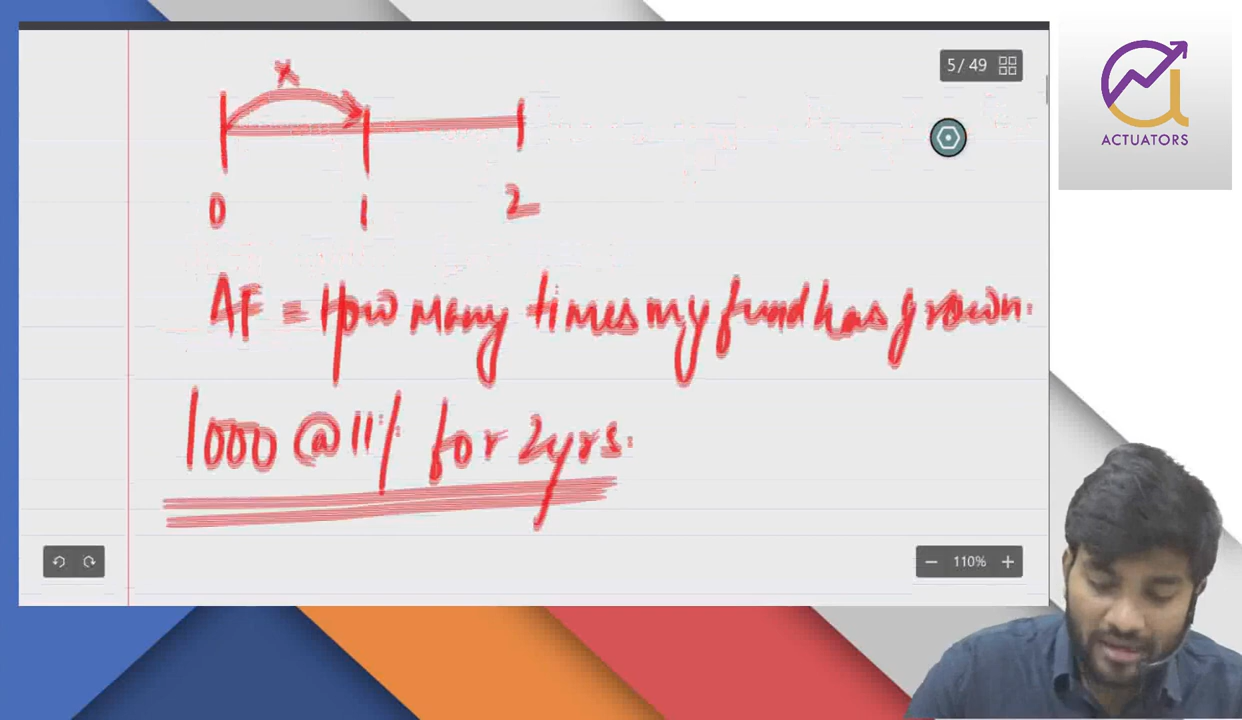 x
5 / 49
ACTUATORS
0 1 2
AF = How many times my fund has grown.
1000 @ 11% for 2yrs.
110%